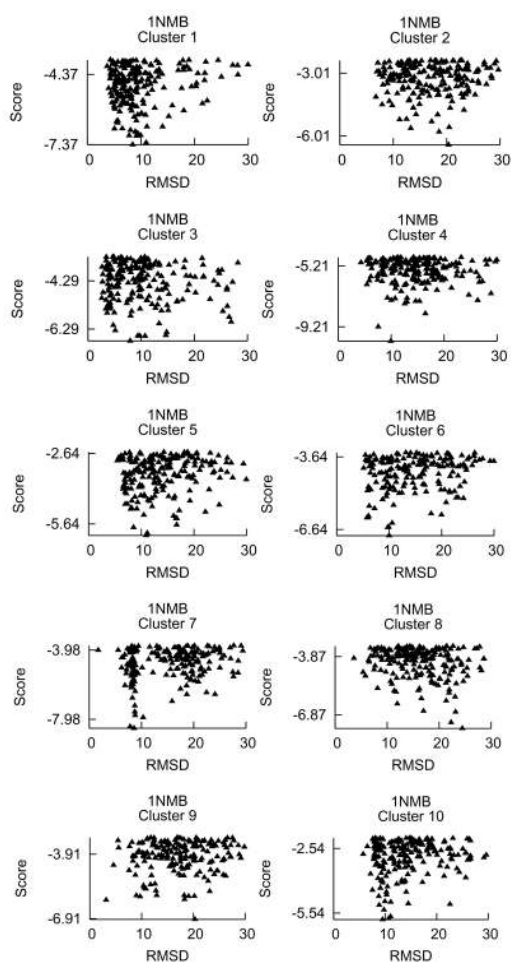 1NMB
Cluster 1
Score
-4.37
-7.37
0 10 20 30
RMSD
1NMB
Cluster 2
Score
-3.01
-6.01
0 10 20 30
RMSD
1NMB
Cluster 3
Score
-4.29
-6.29
0 10 20 30
RMSD
1NMB
Cluster 4
Score
-5.21
-9.21
0 10 20 30
RMSD
1NMB
Cluster 5
Score
-2.64
-5.64
0 10 20 30
RMSD
1NMB
Cluster 6
Score
-3.64
-6.64
0 10 20 30
RMSD
1NMB
Cluster 7
Score
-3.98
-7.98
0 10 20 30
RMSD
1NMB
Cluster 8
Score
-3.87
-6.87
0 10 20 30
RMSD
1NMB
Cluster 9
Score
-3.91
-6.91
0 10 20 30
RMSD
1NMB
Cluster 10
Score
-2.54
-5.54
0 10 20 30
RMSD